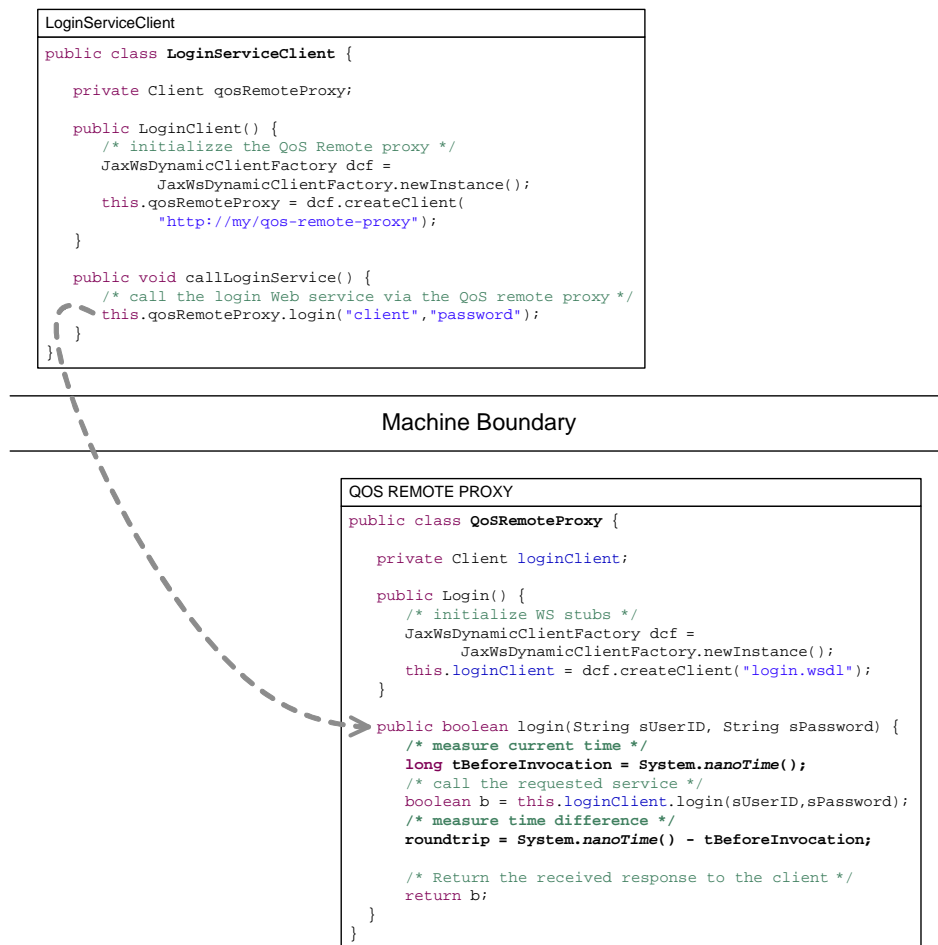 LoginServiceClient
public class LoginServiceClient {
private Client qosRemoteProxy;
public LoginClient() {
/* initializze the QoS Remote proxy */
JaxWsDynamicClientFactory dcf =
JaxWsDynamicClientFactory.newInstance();
this.qosRemoteProxy = dcf.createClient(
"http://my/qos-remote-proxy");
}
public void callLoginService() {
/* call the login Web service via the QoS remote proxy */
this.qosRemoteProxy.login("client","password");
}
}
Machine Boundary
QOS REMOTE PROXY
public class QoSRemoteProxy {
private Client loginClient;
public Login() {
/* initialize WS stubs */
JaxWsDynamicClientFactory dcf =
JaxWsDynamicClientFactory.newInstance();
this.loginClient = dcf.createClient("login.wsdl");
}
public boolean login(String sUserID, String sPassword) {
/* measure current time */
long tBeforeInvocation = System.nanoTime();
/* call the requested service */
boolean b = this.loginClient.login(sUserID,sPassword);
/* measure time difference */
roundtrip = System.nanoTime() - tBeforeInvocation;
/* Return the received response to the client */
return b;
}
}